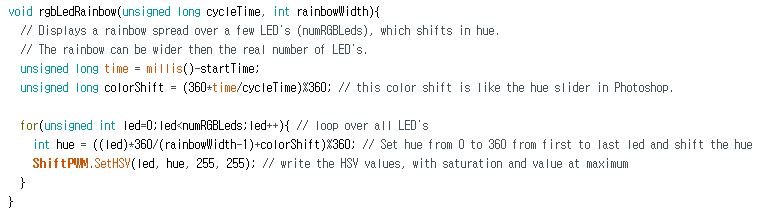 void rgbLedRainbow(unsigned long cycleTime, int rainbowWidth){
  // Displays a rainbow spread over a few LED's (numRGBLeds), which shifts in hue.
  // The rainbow can be wider then the real number of LED's.
  unsigned long time = millis()-startTime;
  unsigned long colorShift = (360*time/cycleTime)%360; // this color shift is like the hue slider in Photoshop.

  for(unsigned int led=0;led<numRGBLeds;led++){ // loop over all LED's
    int hue = ((led)*360/(rainbowWidth-1)+colorShift)%360; // Set hue from 0 to 360 from first to last led and shift the hue
    ShiftPWM.SetHSV(led, hue, 255, 255); // write the HSV values, with saturation and value at maximum
  }
}